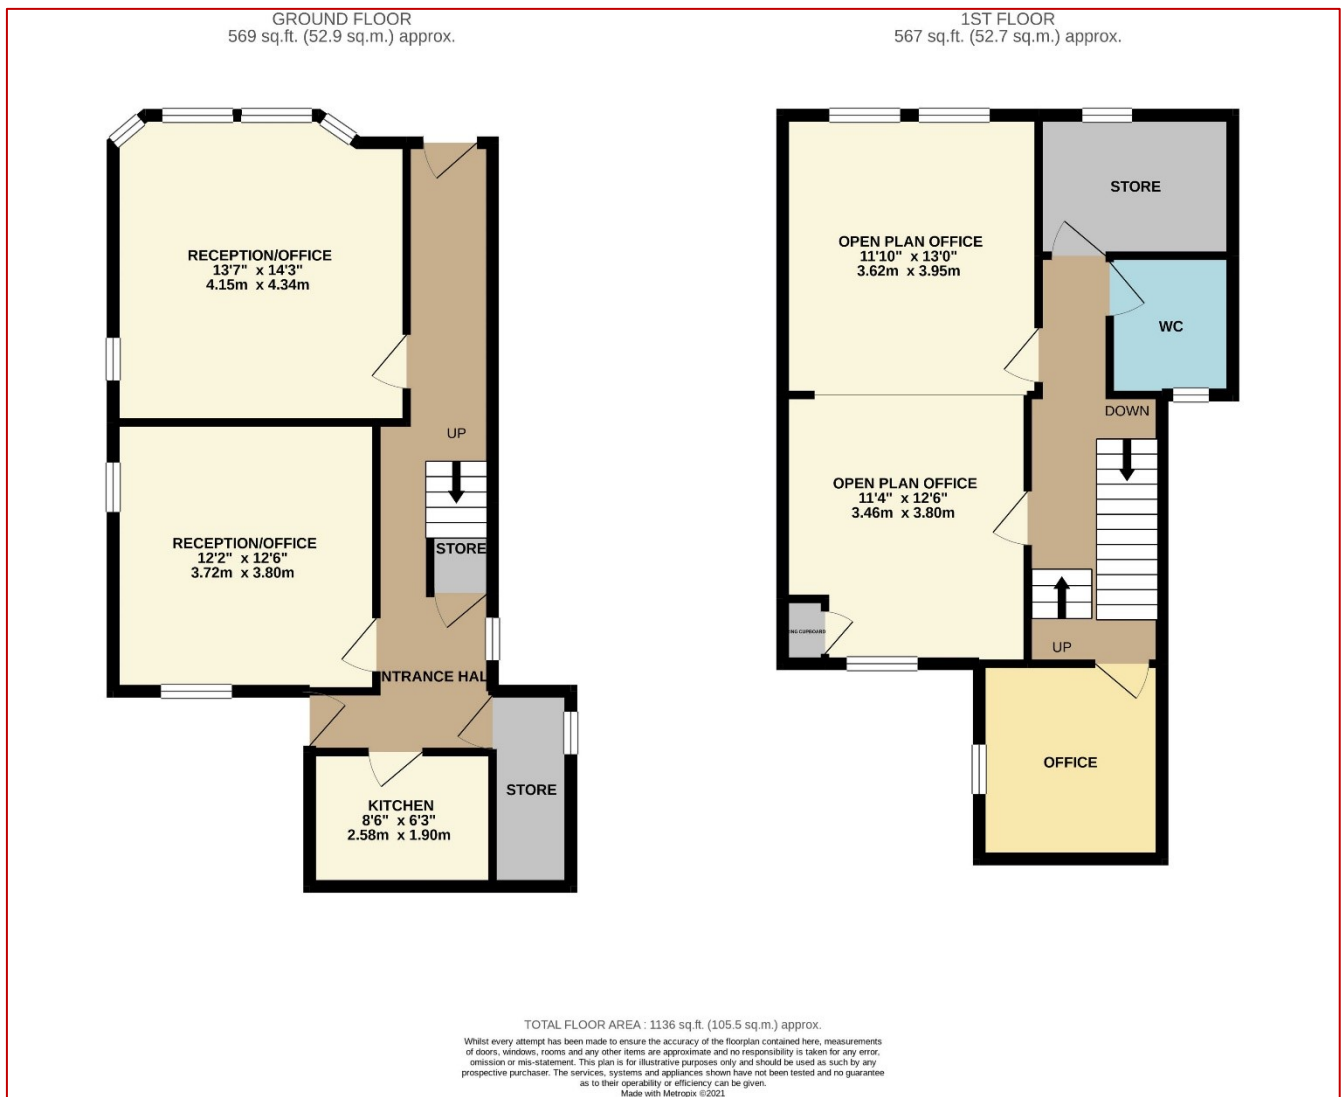 GROUND FLOOR
569 sq.ft. (52.9 sq.m.) approx.
RECEPTION/OFFICE
13'7" x 14'3"
4.15m x 4.34m
UP
STORE
RECEPTION/OFFICE
12'2" x 12'6"
3.72m x 3.80m
NTRANCE HAL
KITCHEN
8'6" x 6'3"
2.58m x 1.90m
STORE
1ST FLOOR
567 sq.ft. (52.7 sq.m.) approx.
OPEN PLAN OFFICE
11'10" x 13'0"
3.62m x 3.95m
STORE
WC
DOWN
OPEN PLAN OFFICE
11'4" x 12'6"
3.46m x 3.80m
CUPBOARD
UP
OFFICE
TOTAL FLOOR AREA : 1136 sq.ft. (105.5 sq.m.) approx.
Whilst every attempt has been made to ensure the accuracy of the floorplan contained here, measurements
of doors, windows, rooms and any other items are approximate and no responsibility is taken for any error,
omission or mis-statement. This plan is for illustrative purposes only and should be used as such by any
prospective purchaser. The services, systems and appliances shown have not been tested and no guarantee
as to their operability or efficiency can be given.
Made with Metropix ©2021